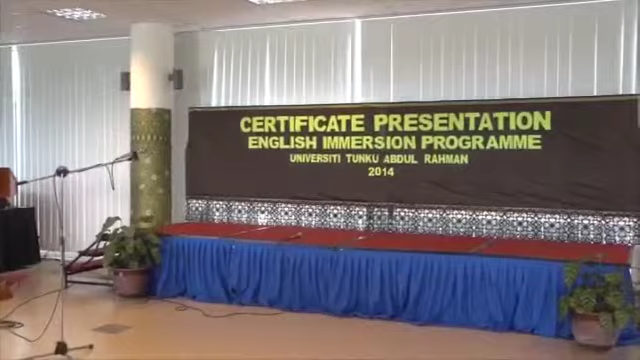 CERTIFICATE PRESENTATION
ENGLISH IMMERSION PROGRAMME
UNIVERSITI TUNKU ABDUL RAHMAN
2014